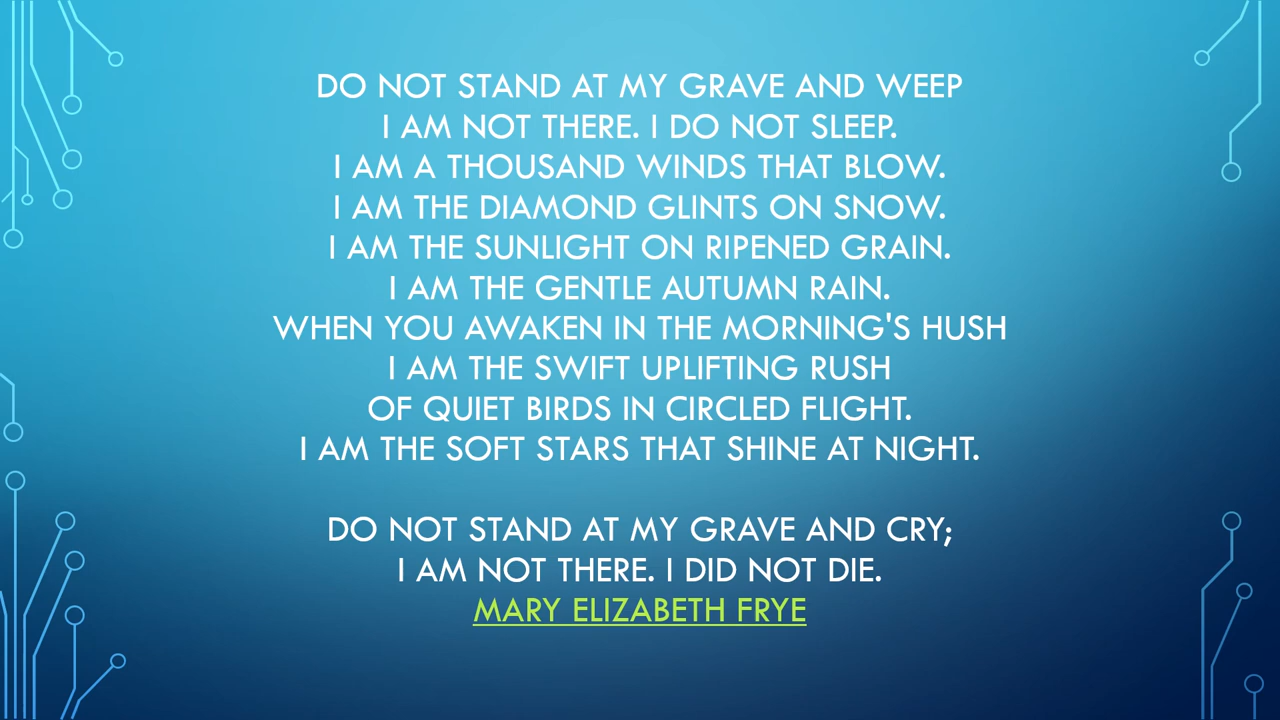 DO NOT STAND AT MY GRAVE AND WEEP
I AM NOT THERE. I DO NOT SLEEP.
I AM A THOUSAND WINDS THAT BLOW.
I AM THE DIAMOND GLINTS ON SNOW.
I AM THE SUNLIGHT ON RIPENED GRAIN.
I AM THE GENTLE AUTUMN RAIN.
WHEN YOU AWAKEN IN THE MORNING'S HUSH
I AM THE SWIFT UPLIFTING RUSH
OF QUIET BIRDS IN CIRCLED FLIGHT.
I AM THE SOFT STARS THAT SHINE AT NIGHT.
DO NOT STAND AT MY GRAVE AND CRY;
I AM NOT THERE. I DID NOT DIE.
MARY ELIZABETH FRYE